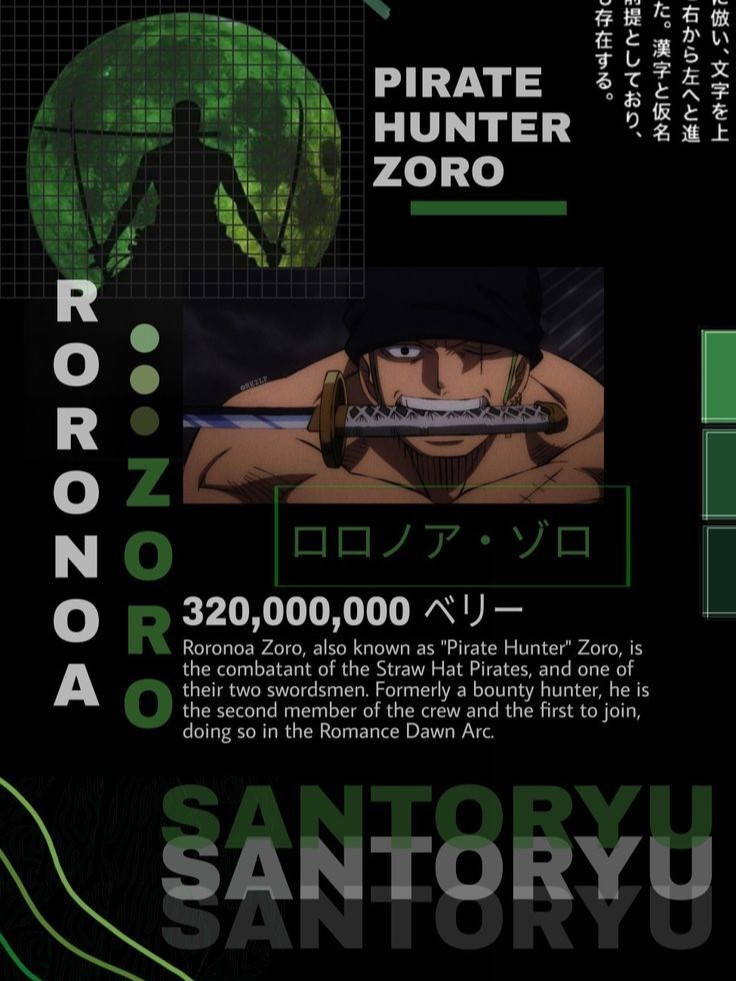 に倣い、文字を上
右から左へと進
た。漢字と仮名
前提としており、
も存在する。
PIRATE
HUNTER
ZORO
RORONOA
ZORO
ロロノア・ゾロ
320,000,000 ベリー
Roronoa Zoro, also known as "Pirate Hunter" Zoro, is
the combatant of the Straw Hat Pirates, and one of
their two swordsmen. Formerly a bounty hunter, he is
the second member of the crew and the first to join,
doing so in the Romance Dawn Arc.
SANTORYU
SANTORYU
SANTORYU